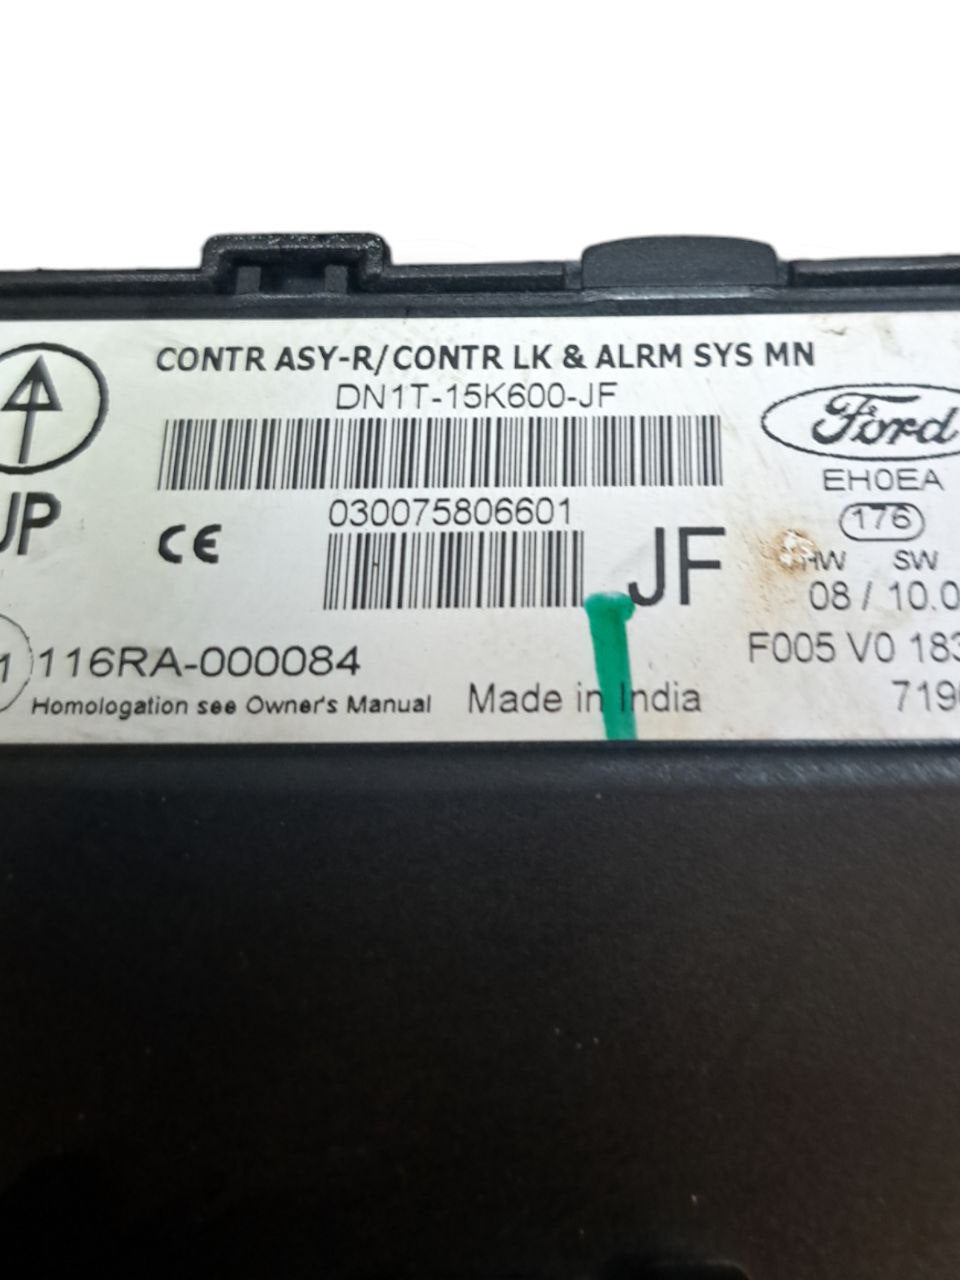 CONTR ASY-R/CONTR LK & ALRM SYS MN
DN1T-15K600-JF
Ford
EH0EA
030075806601
176
UP
CE
JF
HW SW
08 / 10.0
1
116RA-000084
F005 V0 183
Homologation see Owner's Manual
Made in India
719